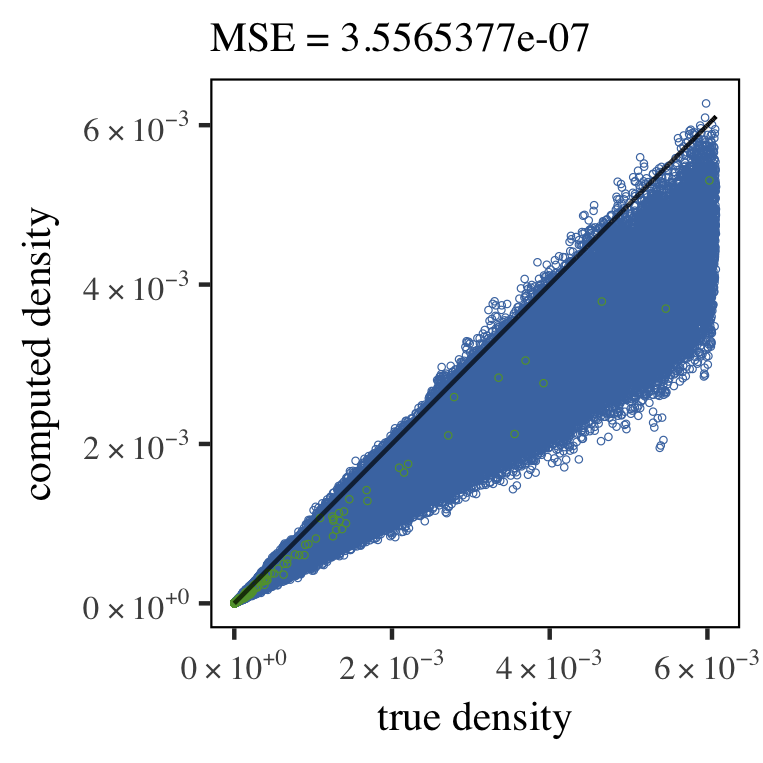 MSE = 3.5565377e-07
6 × 10⁻³
4 × 10⁻³
2 × 10⁻³
0 × 10⁺⁰
computed density
0 × 10⁺⁰ 2 × 10⁻³ 4 × 10⁻³ 6 × 10⁻³
true density